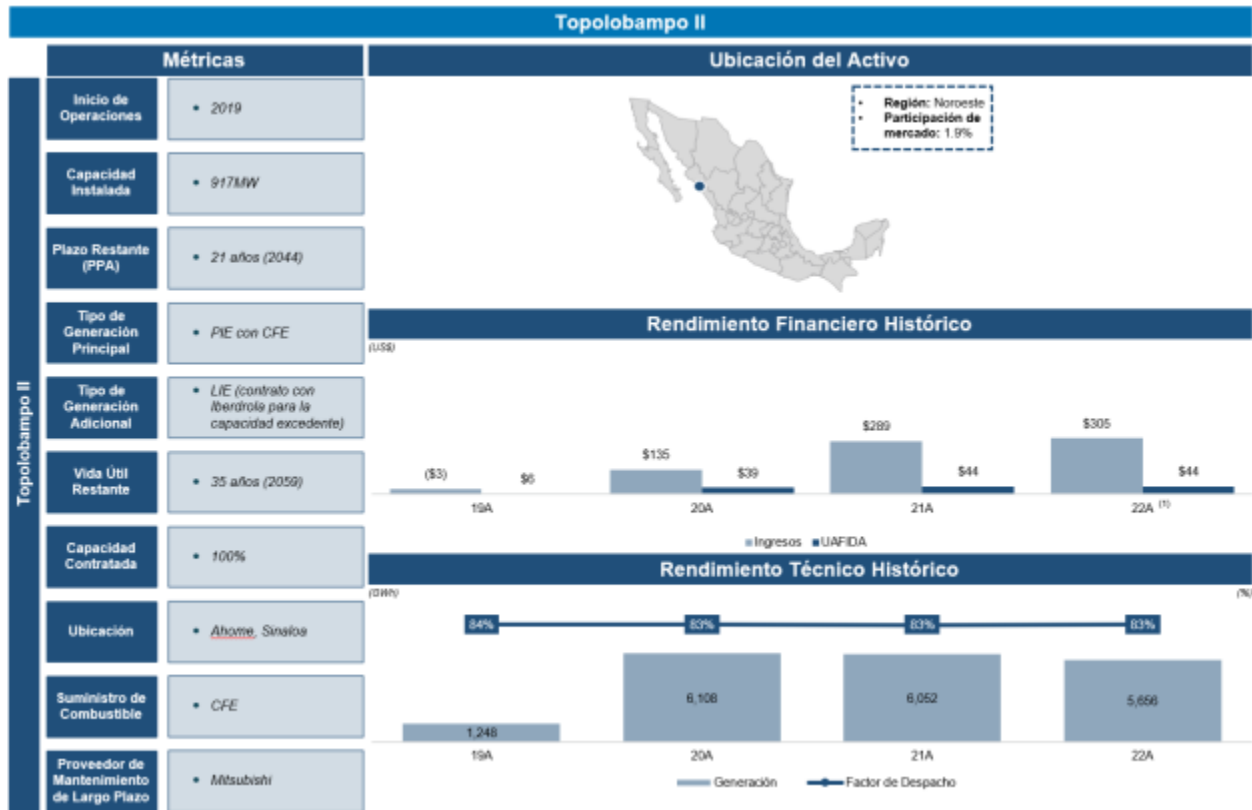 Topolobampo II
Métricas
Topolobampo II
Inicio de
Operaciones
• 2019
Capacidad
Instalada
• 917MW
Plazo Restante
(PPA)
• 21 años (2044)
Tipo de
Generación
Principal
• PIE con CFE
Tipo de
Generación
Adicional
• LIE (contrato con
Iberdrola para la
capacidad excedente)
Vida Útil
Restante
• 35 años (2059)
Capacidad
Contratada
• 100%
Ubicación
• Ahome, Sinaloa
Suministro de
Combustible
• CFE
Proveedor de
Mantenimiento
de Largo Plazo
• Mitsubishi
Ubicación del Activo
• Región: Noroeste
• Participación de
mercado: 1.9%
Rendimiento Financiero Histórico
(US$)
($3) $6 $135 $39 $289 $44 $305 $44
19A 20A 21A 22A (1)
Ingresos UAFIDA
Rendimiento Técnico Histórico
(GWh) (%)
84% 83% 83% 83%
1,248 6,108 6,052 5,656
19A 20A 21A 22A
Generación Factor de Despacho